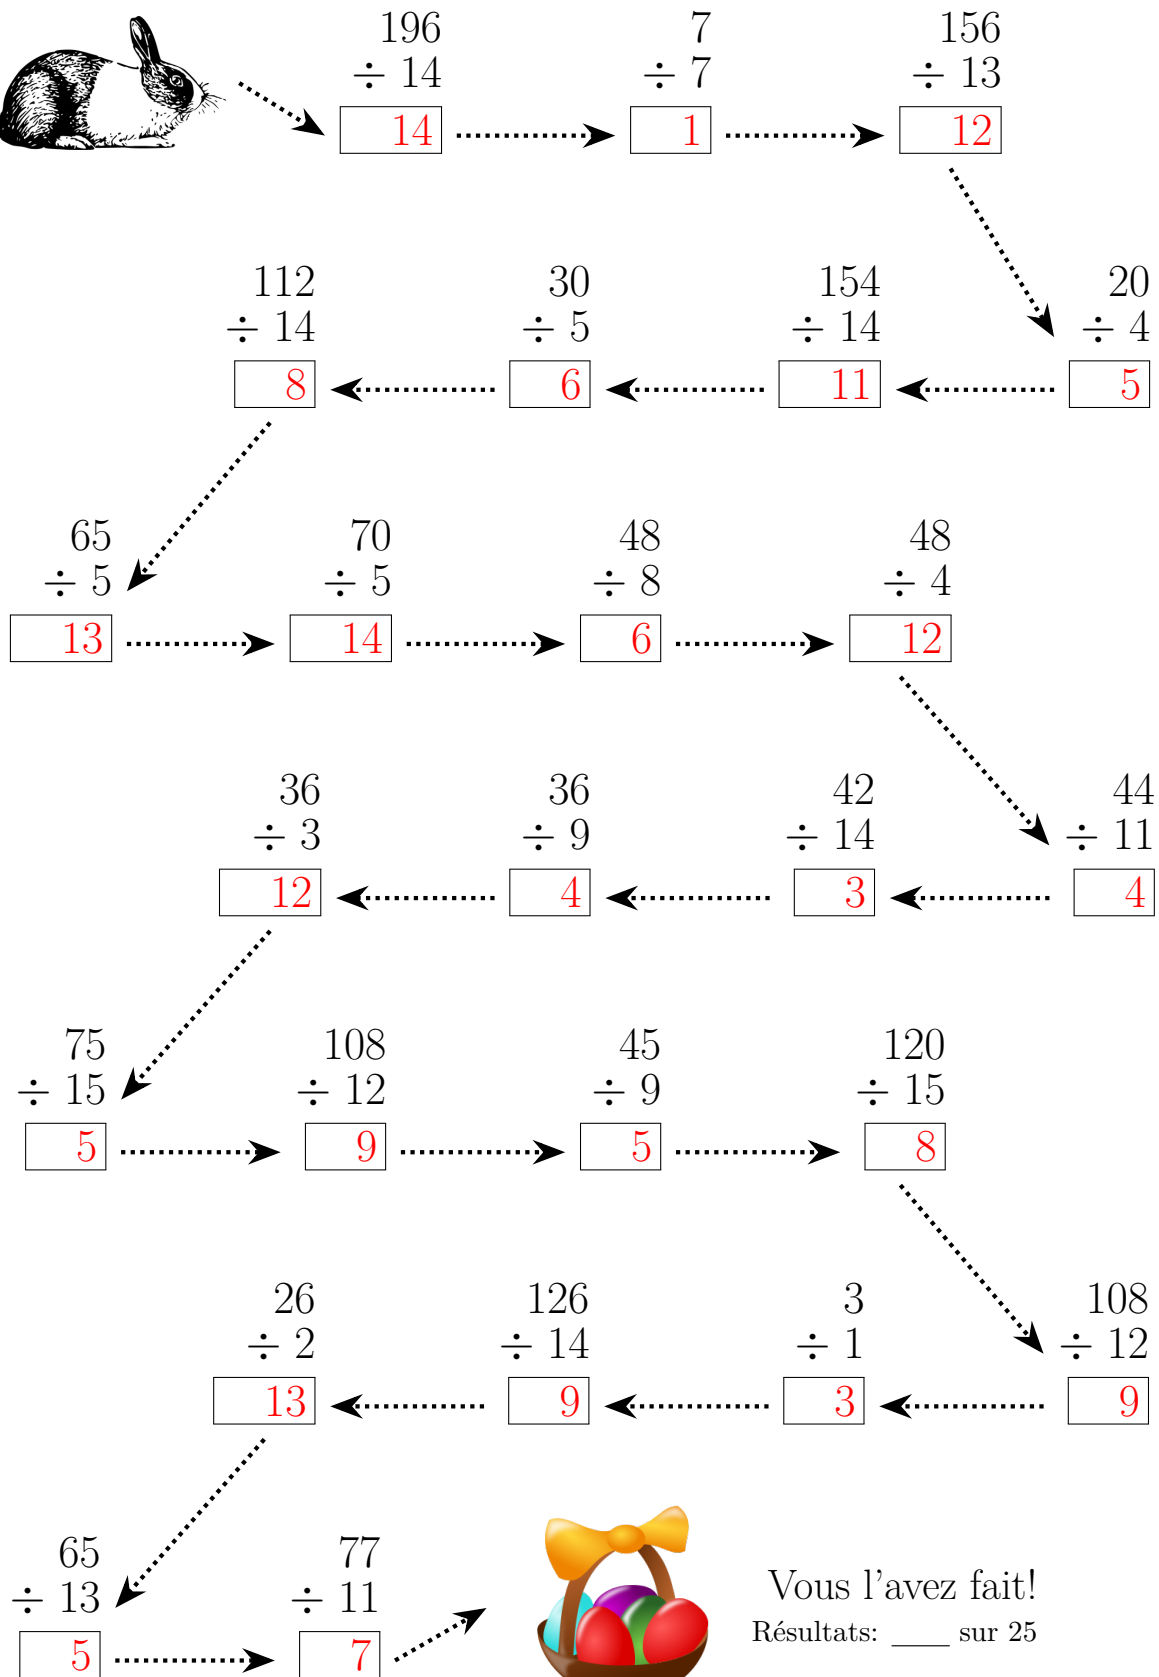 196 7 156
÷ 14 ÷ 7 ÷ 13
14 1 12
112 30 154 20
÷ 14 ÷ 5 ÷ 14 ÷ 4
8 6 11 5
65 70 48 48
÷ 5 ÷ 5 ÷ 8 ÷ 4
13 14 6 12
36 36 42 44
÷ 3 ÷ 9 ÷ 14 ÷ 11
12 4 3 4
75 108 45 120
÷ 15 ÷ 12 ÷ 9 ÷ 15
5 9 5 8
26 126 3 108
÷ 2 ÷ 14 ÷ 1 ÷ 12
13 9 3 9
65 77
÷ 13 ÷ 11
5 7
Vous l'avez fait!
Résultats: ____ sur 25